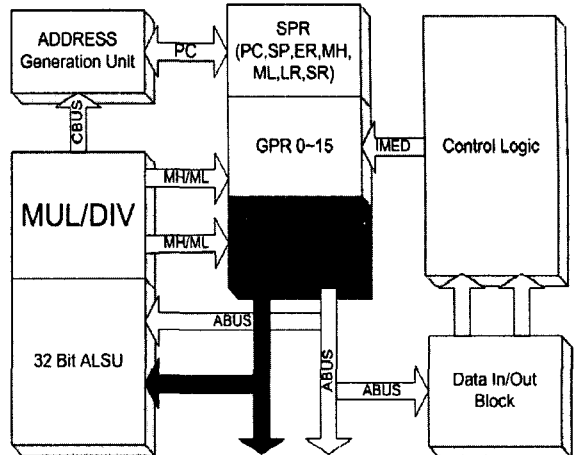 ADDRESS
Generation Unit
PC
SPR
(PC,SP,ER,MH,
ML,LR,SR)
CBUS
GPR 0~15
IMED
Control Logic
MUL/DIV
MH/ML
MH/ML
ABUS
32 Bit ALSU
ABUS
ABUS
Data In/Out
Block